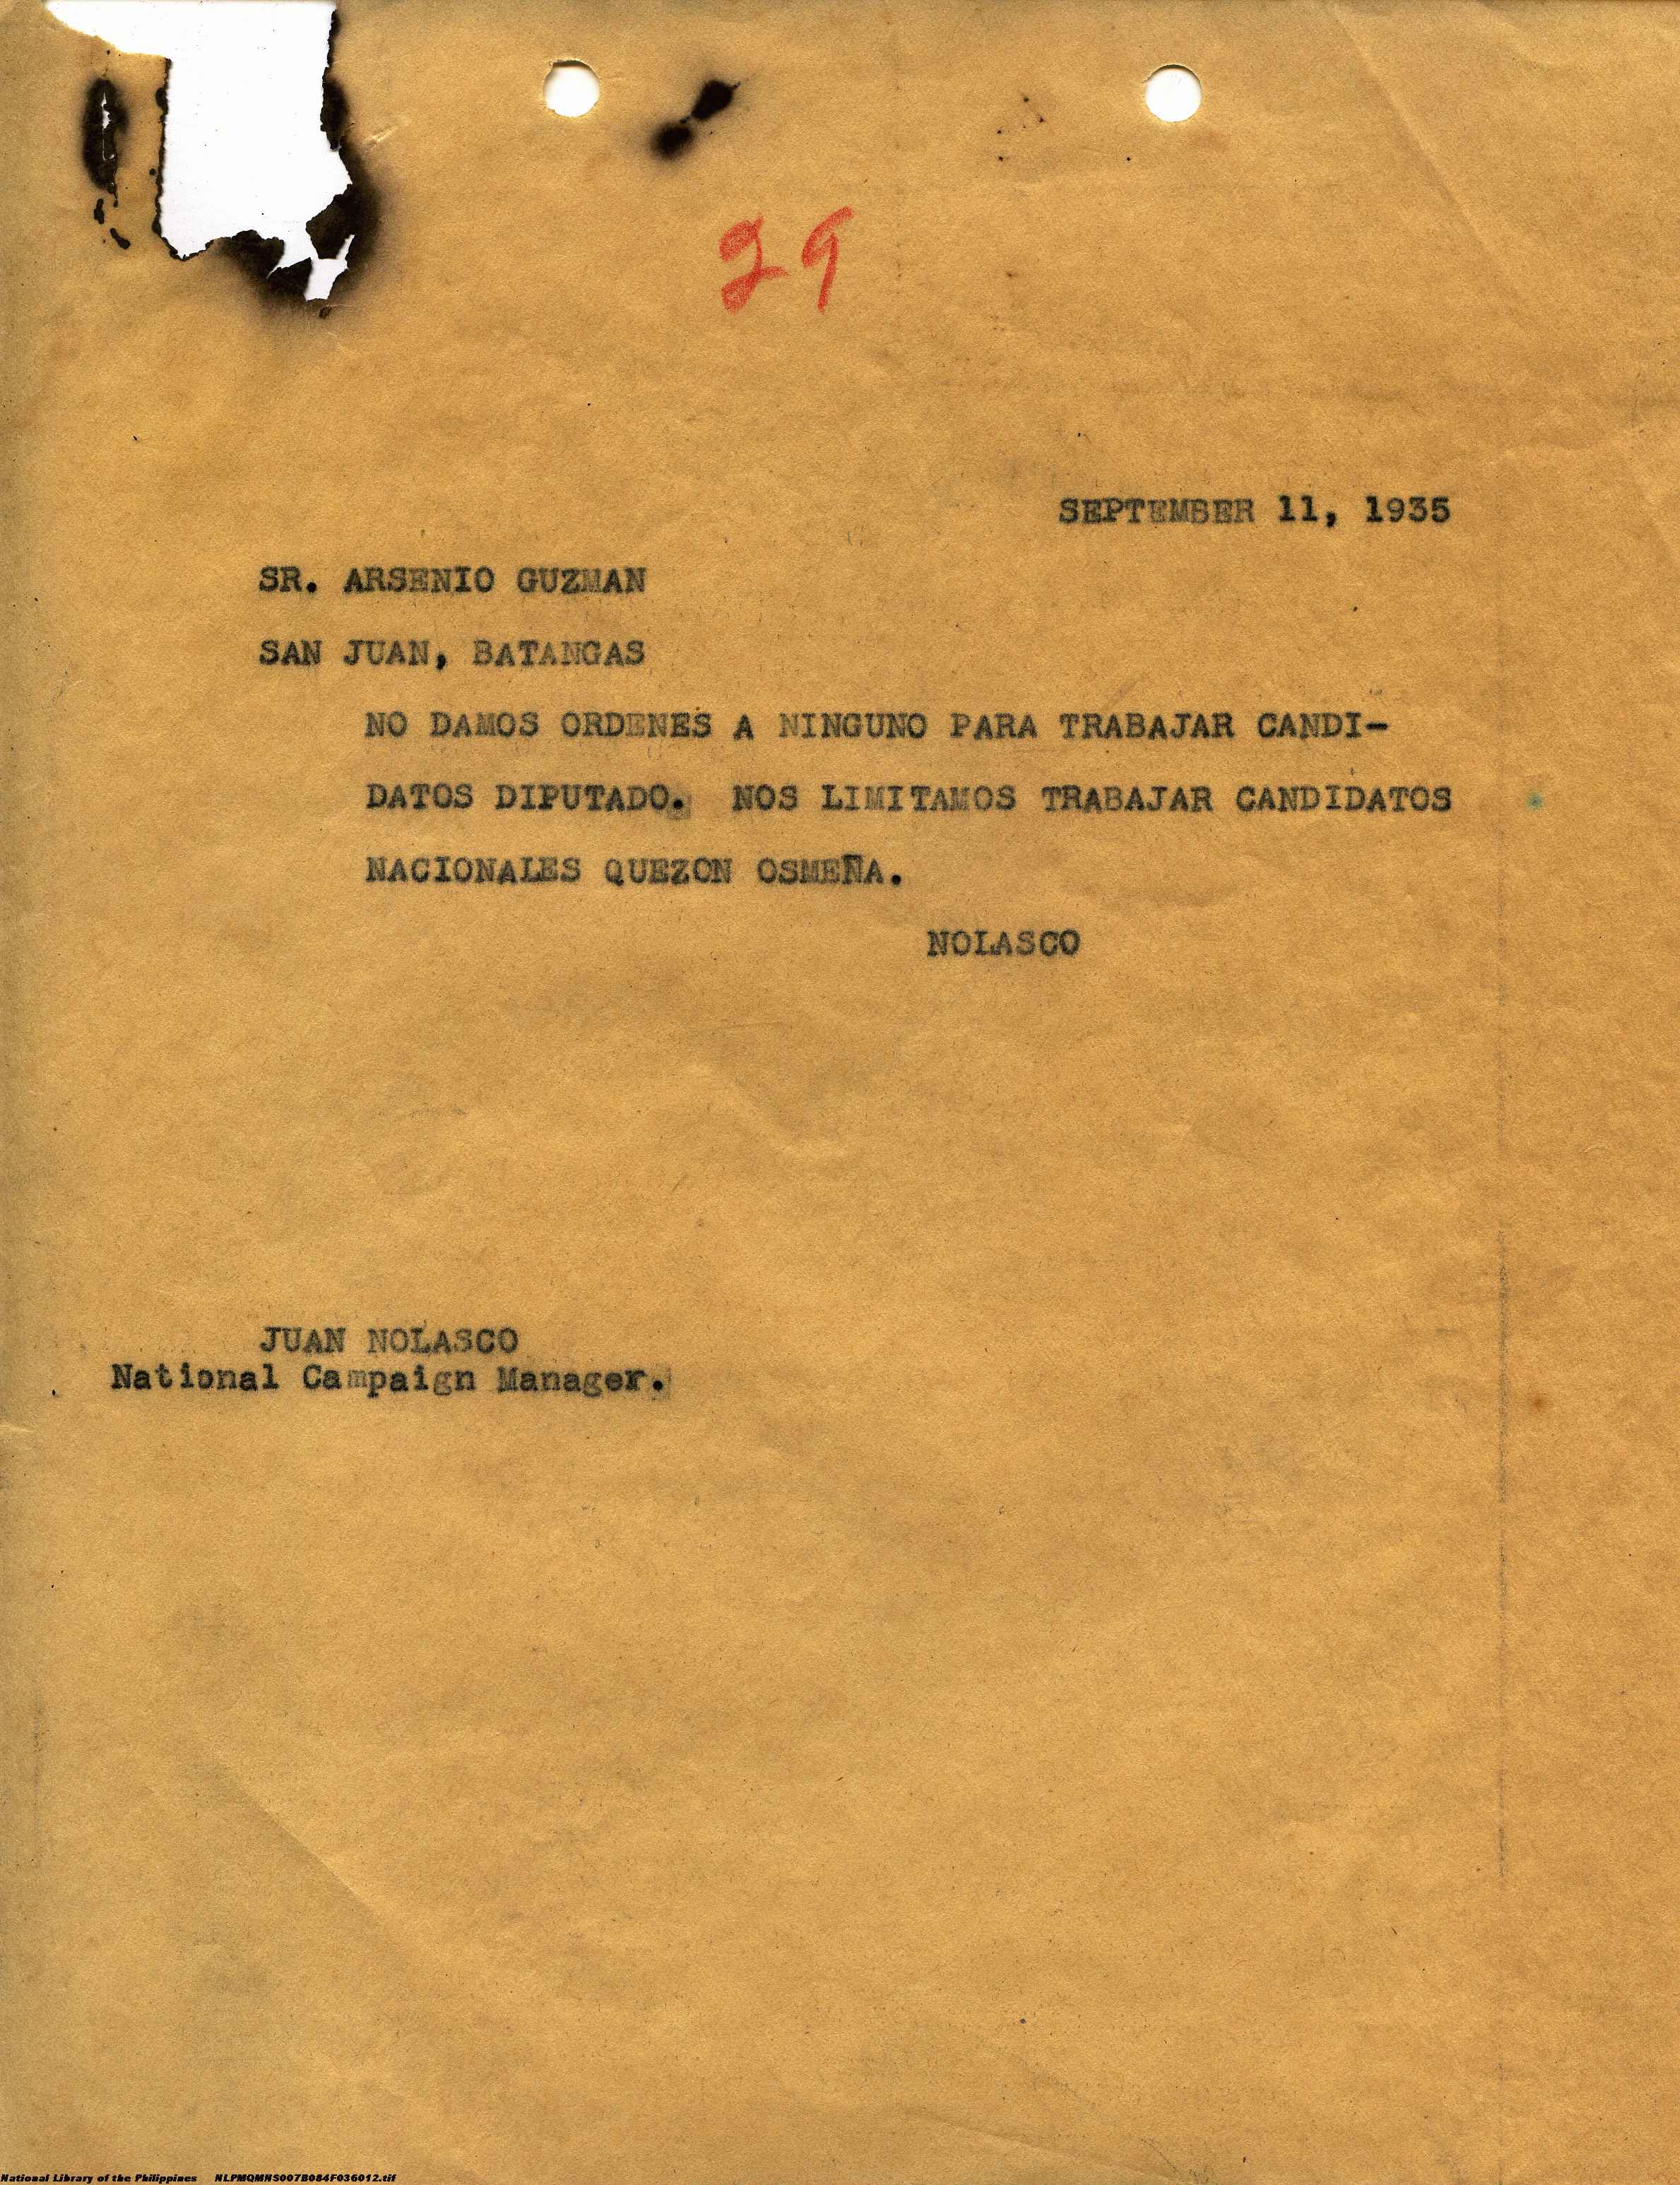 29
SEPTEMBER 11, 1935
SR. ARSENIO GUZMAN
SAN JUAN, BATANGAS
NO DAMOS ORDENES A NINGUNO PARA TRABAJAR CANDI-
DATOS DIPUTADO. NOS LIMITAMOS TRABAJAR CANDIDATOS
NACIONALES QUEZON OSMEÑA.
NOLASCO
JUAN NOLASCO
National Campaign Manager.
National Library of the Philippines NLPMQMNS007B084F036012.tif